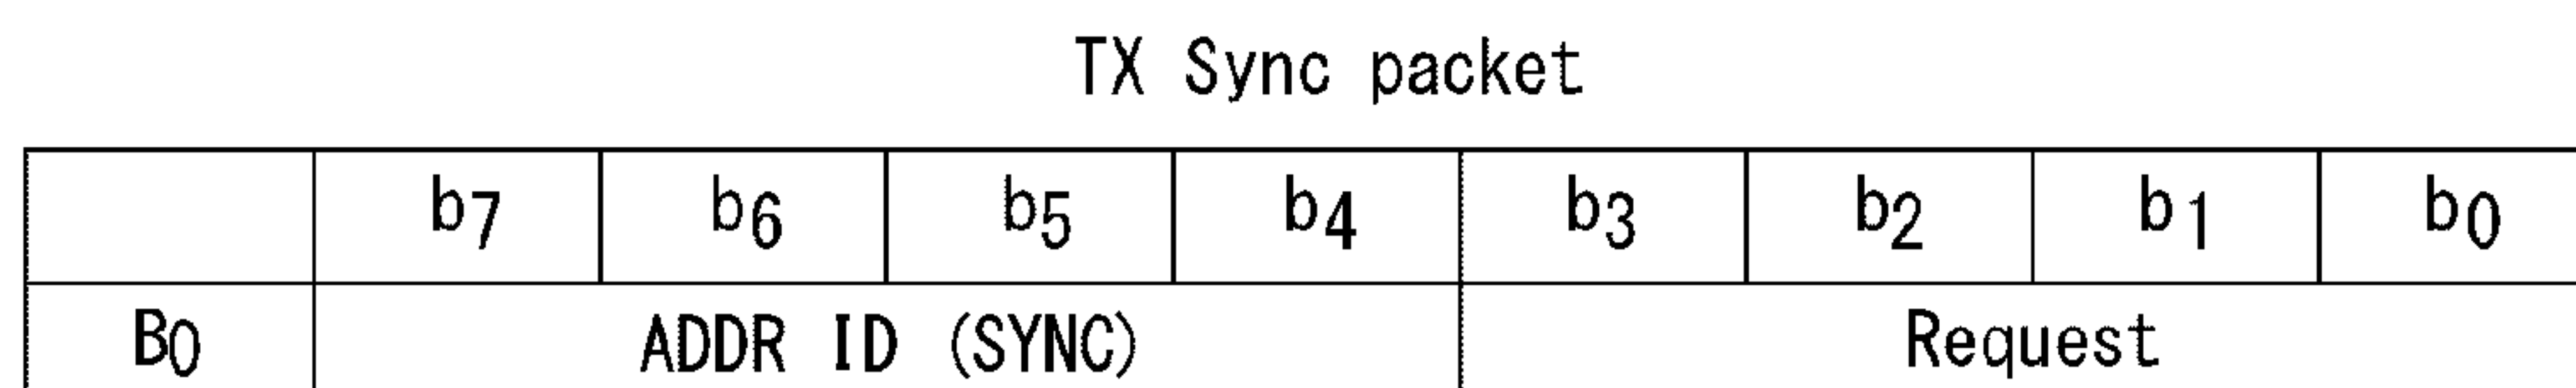 TX Sync packet
b7 b6 b5 b4 b3 b2 b1 b0
B0 ADDR ID (SYNC) Request